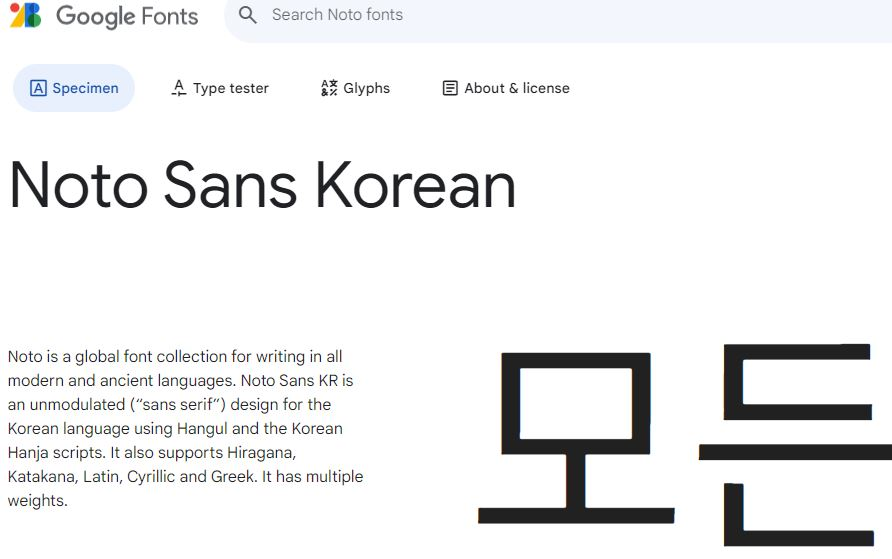 Google Fonts
Search Noto fonts
Specimen
Type tester
Glyphs
About & license
Noto Sans Korean
Noto is a global font collection for writing in all
modern and ancient languages. Noto Sans KR is
an unmodulated (“sans serif”) design for the
Korean language using Hangul and the Korean
Hanja scripts. It also supports Hiragana,
Katakana, Latin, Cyrillic and Greek. It has multiple
weights.
모든